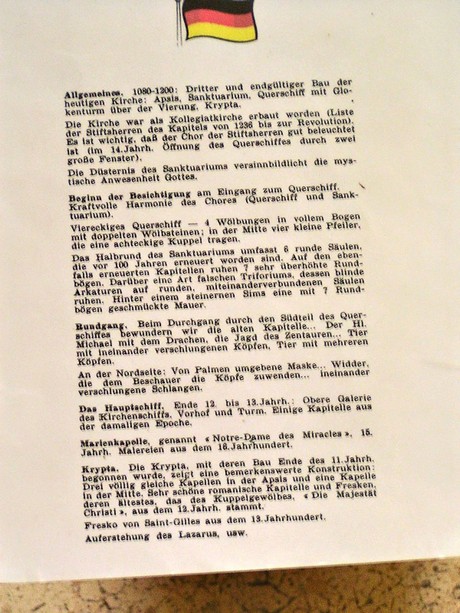 Allgemeines. 1080-1200: Dritter und endgültiger Bau der
heutigen Kirche: Apsis, Sanktuarium, Querschiff mit Glo-
kenturm über der Vierung, Krypta.
Die Kirche war als Kollegiatkirche erbaut worden (Liste
der Stiftsherren des Kapitels von 1236 bis zur Revolution).
Es ist wichtig, daß der Chor der Stiftsherren gut beleuchtet
ist (im 14.Jahrh. Öffnung des Querschiffes durch zwei
große Fenster).
Die Düsternis des Sanktuariums versinnbildlicht die mys-
tische Anwesenheit Gottes.
Beginn der Besichtigung am Eingang zum Querschiff.
Kraftvolle Harmonie des Chores (Querschiff und Sank-
tuarium).
Viereckiges Querschiff — 4 Wölbungen in vollem Bogen
mit doppelten Wölbsteinen; in der Mitte vier kleine Pfeiler,
die eine achteckige Kuppel tragen.
Das Halbrund des Sanktuariums umfasst 6 runde Säulen,
die vor 100 Jahren erneuert worden sind. Auf den eben-
falls erneuerten Kapitellen ruhen 7 sehr überhöhte Rund-
bögen. Darüber eine Art falschen Triforiums, dessen blinde
Arkaturen auf runden, miteinanderverbundenen Säulen
ruhen. Hinter einem steinernen Sims eine mit 7 Rund-
bögen geschmückte Mauer.
Rundgang. Beim Durchgang durch den Südteil des Quer-
schiffes bewundern wir die alten Kapitelle... Der Hl.
Michael mit dem Drachen, die Jagd des Zentauren... Tier
mit ineinander verschlungenen Köpfen, Tier mit mehreren
Köpfen.
An der Nordseite: Von Palmen umgebene Maske... Widder,
die dem Beschauer die Köpfe zuwenden... ineinander
verschlungene Schlangen.
Das Hauptschiff. Ende 12. bis 13.Jahrh.: Obere Galerie
des Kirchenschiffs, Vorhof und Turm. Einige Kapitelle aus
der damaligen Epoche.
Marienkapelle, genannt « Notre-Dame des Miracles », 15.
Jahrh. Malereien aus dem 16.Jahrhundert.
Krypta. Die Krypta, mit deren Bau Ende des 11.Jahrh.
begonnen wurde, zeigt eine bemerkenswerte Konstruktion:
Drei völlig gleiche Kapellen in der Apsis und eine Kapelle
in der Mitte. Sehr schöne romanische Kapitelle und Fresken,
deren ältestes, das des Kuppelgewölbes, « Die Majestät
Christi », aus dem 12.Jahrh. stammt.
Fresko von Saint-Gilles aus dem 13.Jahrhundert.
Auferstehung des Lazarus, usw.